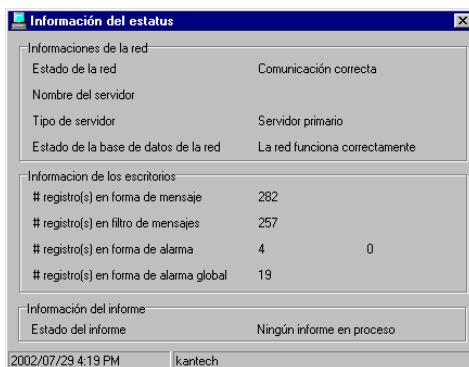 Información del estatus
Informaciones de la red
Estado de la red Comunicación correcta
Nombre del servidor
Tipo de servidor Servidor primario
Estado de la base de datos de la red La red funciona correctamente
Informacion de los escritorios
# registro(s) en forma de mensaje 282
# registro(s) en filtro de mensajes 257
# registro(s) en forma de alarma 4 0
# registro(s) en forma de alarma global 19
Información del informe
Estado del informe Ningún informe en proceso
2002/07/29 4:19 PM kantech